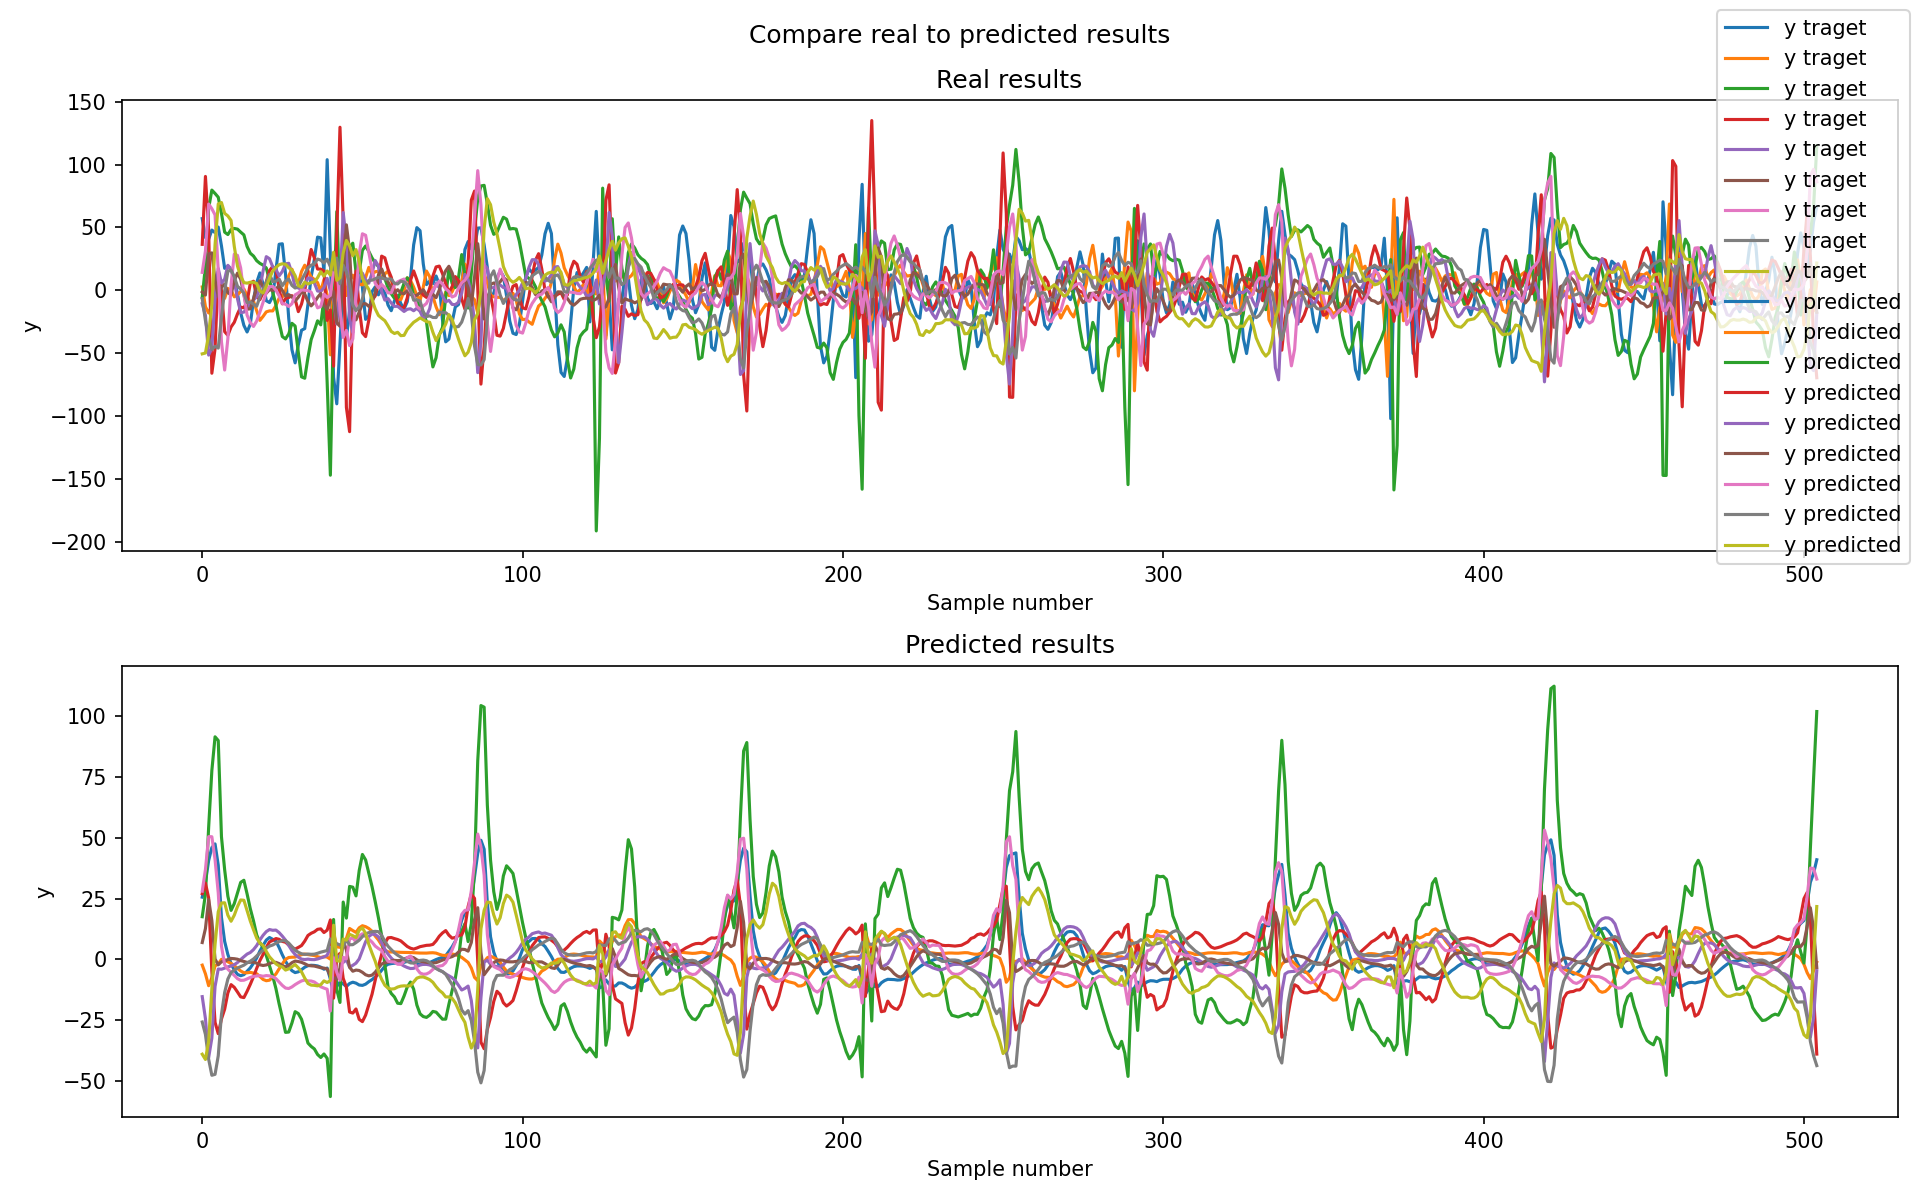 Compare real to predicted results
Real results
150
100
50
0
−50
−100
−150
−200
y
0 100 200 300 400 500
Sample number
y traget
y traget
y traget
y traget
y traget
y traget
y traget
y traget
y traget
y predicted
y predicted
y predicted
y predicted
y predicted
y predicted
y predicted
y predicted
y predicted
Predicted results
100
75
50
25
0
−25
−50
y
0 100 200 300 400 500
Sample number